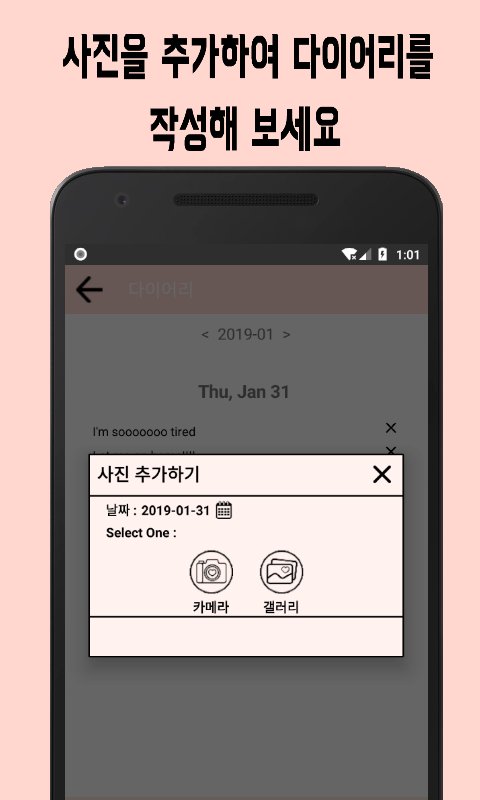 사진을 추가하여 다이어리를
작성해 보세요
1:01
다이어리
< 2019-01 >
Thu, Jan 31
I'm sooooooo tired
사진 추가하기
날짜 : 2019-01-31
Select One :
카메라 갤러리